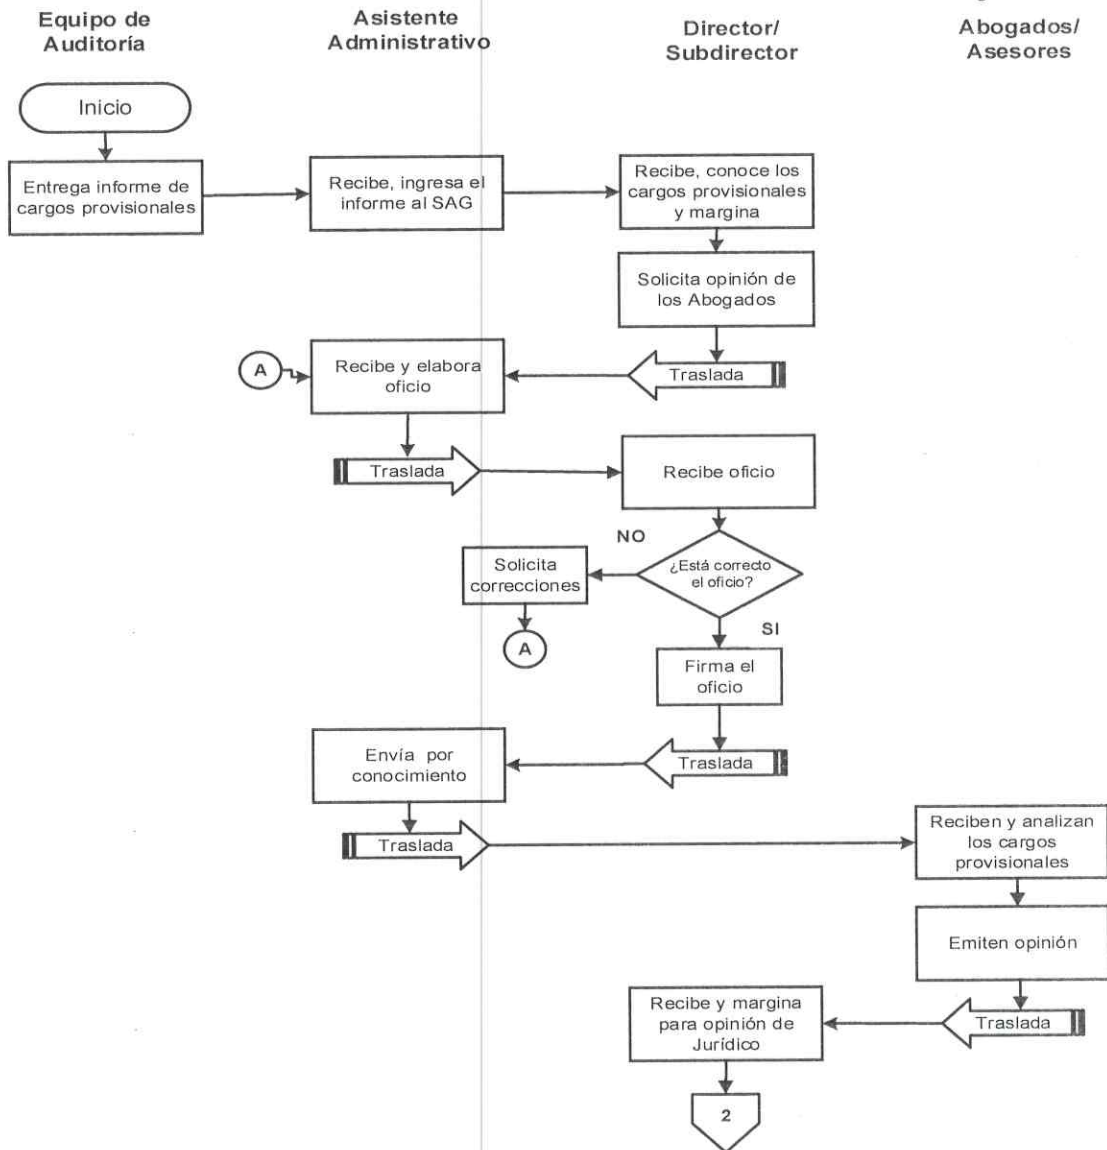 Equipo de
Auditoría
Asistente
Administrativo
Director/
Subdirector
Abogados/
Asesores
Inicio
Entrega informe de
cargos provisionales
Recibe, ingresa el
informe al SAG
Recibe, conoce los
cargos provisionales
y margina
Solicita opinión de
los Abogados
A
Recibe y elabora
oficio
Traslada
Traslada
Recibe oficio
NO
Solicita
correcciones
¿Está correcto
el oficio?
A
SI
Firma el
oficio
Envía por
conocimiento
Traslada
Traslada
Reciben y analizan
los cargos
provisionales
Emiten opinión
Recibe y margina
para opinión de
Jurídico
Traslada
2